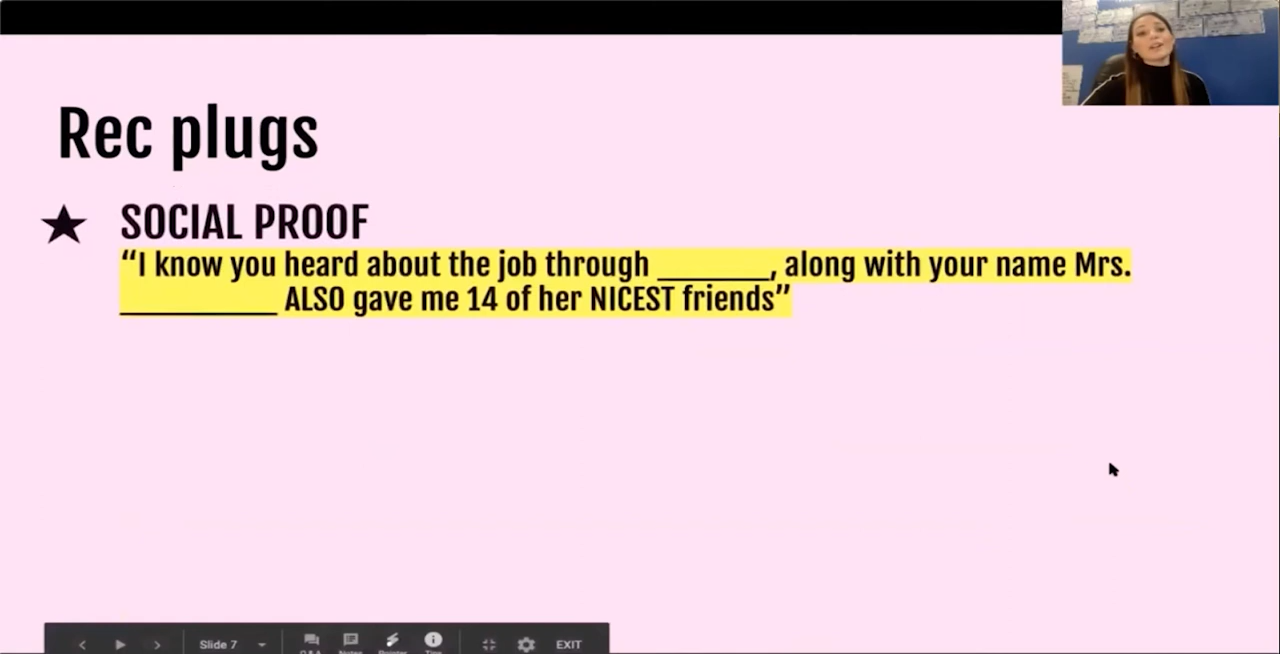 Rec plugs
★ SOCIAL PROOF
“I know you heard about the job through _______, along with your name Mrs.
__________ ALSO gave me 14 of her NICEST friends”
Slide 7
EXIT